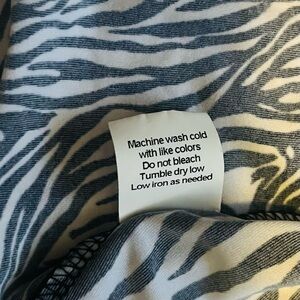 Machine wash cold
with like colors
Do not bleach
Tumble dry low
Low iron as needed